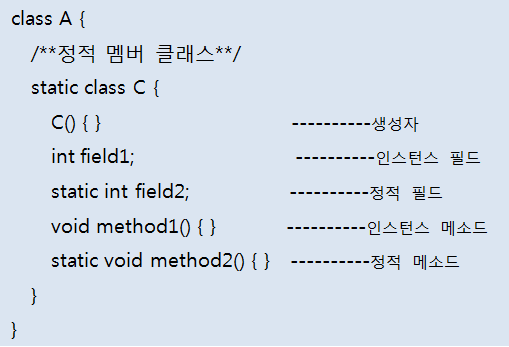 class A {
/**정적 멤버 클래스**/
static class C {
C() { } ----------생성자
int field1; ----------인스턴스 필드
static int field2; ----------정적 필드
void method1() { } ----------인스턴스 메소드
static void method2() { } ----------정적 메소드
}
}